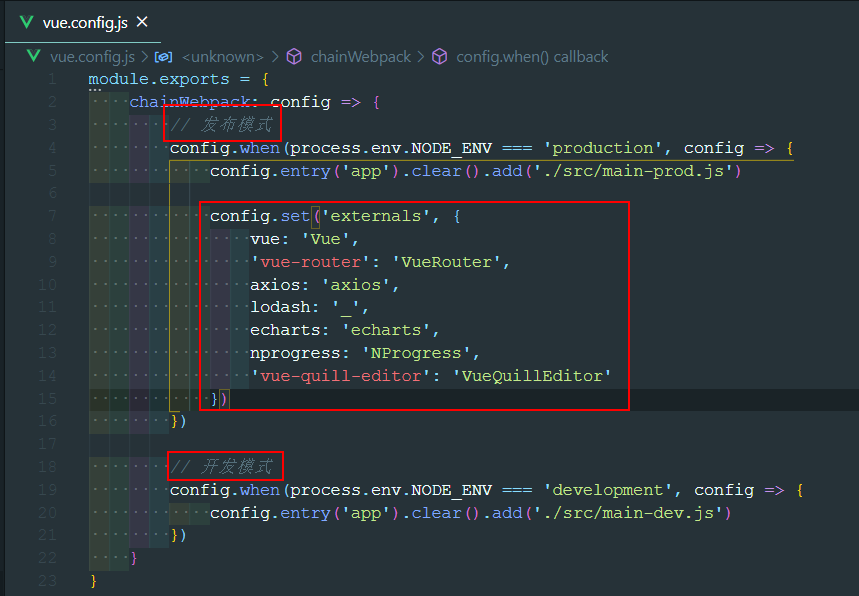 vue.config.js
vue.config.js > <unknown> > chainWebpack > config.when() callback
1 module.exports = {
2 chainWebpack: config => {
3 // 发布模式
4 config.when(process.env.NODE_ENV === 'production', config => {
5 config.entry('app').clear().add('./src/main-prod.js')
6
7 config.set('externals', {
8 vue: 'Vue',
9 'vue-router': 'VueRouter',
10 axios: 'axios',
11 lodash: '_',
12 echarts: 'echarts',
13 nprogress: 'NProgress',
14 'vue-quill-editor': 'VueQuillEditor'
15 })
16 })
17
18 // 开发模式
19 config.when(process.env.NODE_ENV === 'development', config => {
20 config.entry('app').clear().add('./src/main-dev.js')
21 })
22 }
23 }